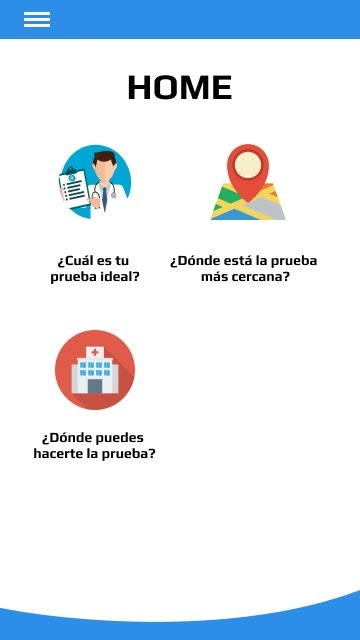 HOME
¿Cuál es tu
prueba ideal?
¿Dónde está la prueba
más cercana?
¿Dónde puedes
hacerte la prueba?